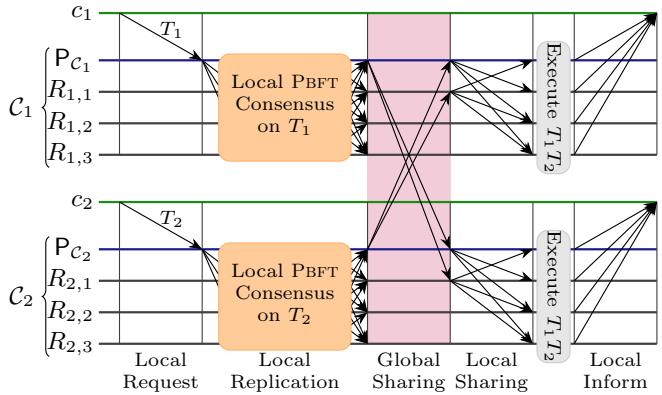 c₁
T₁
P_C₁
R₁,₁
R₁,₂
R₁,₃
C₁
Local PBFT
Consensus
on T₁
Execute T₁T₂
c₂
T₂
P_C₂
R₂,₁
R₂,₂
R₂,₃
C₂
Local PBFT
Consensus
on T₂
Execute T₁T₂
Local
Request
Local
Replication
Global
Sharing
Local
Sharing
Local
Inform